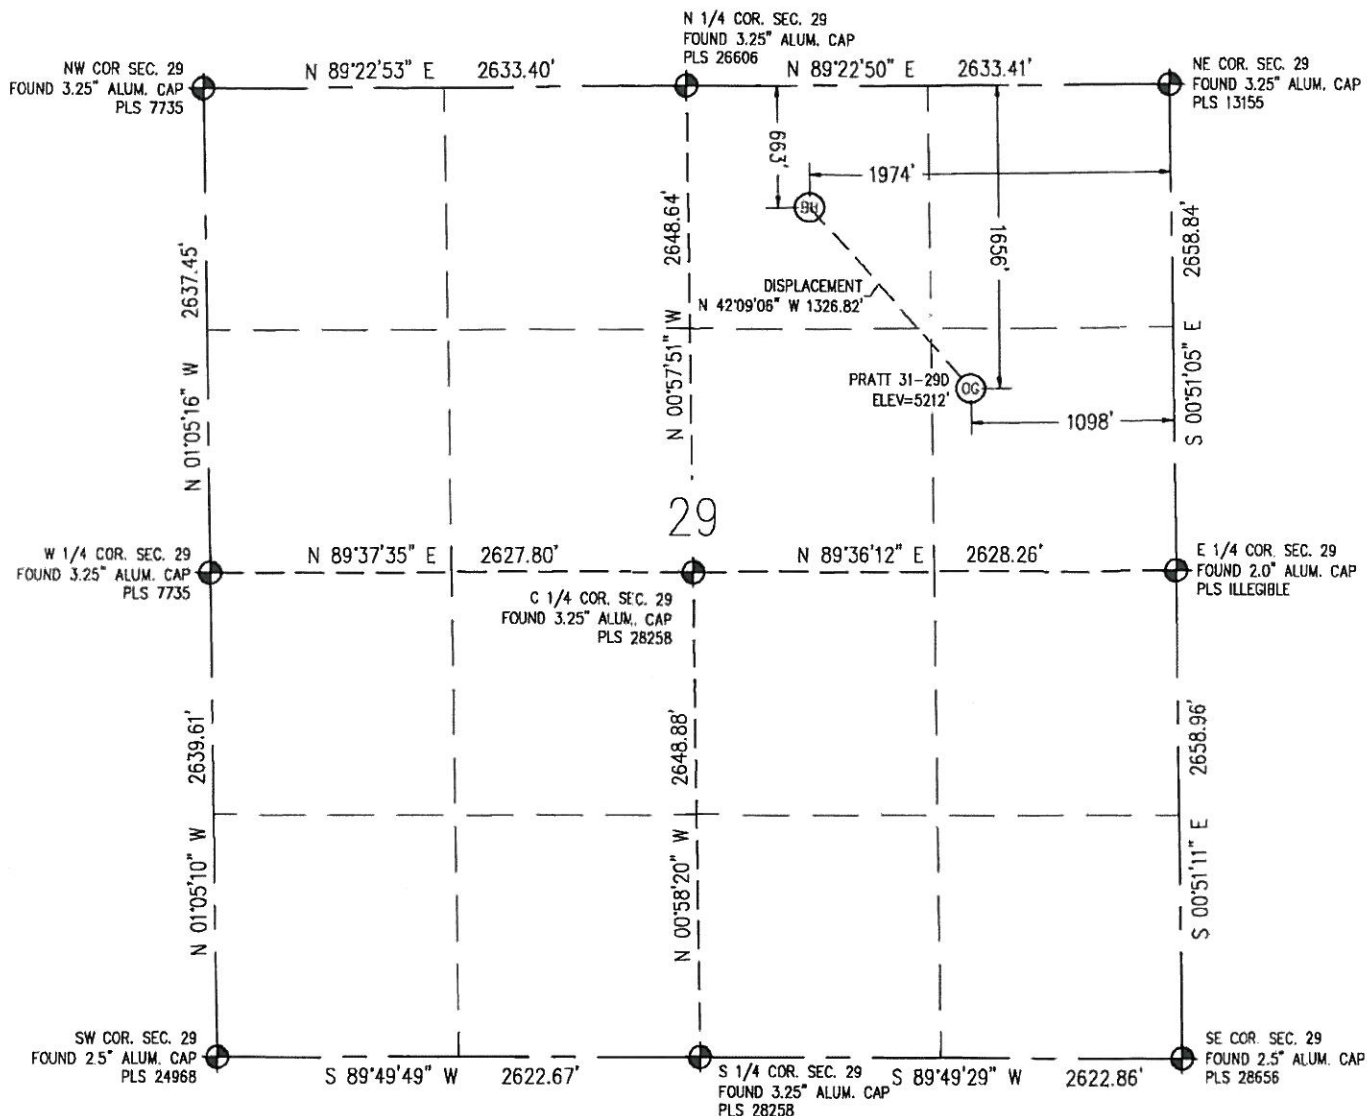 N 1/4 COR. SEC. 29
FOUND 3.25" ALUM. CAP
PLS 26606
NW COR SEC. 29
FOUND 3.25" ALUM. CAP
PLS 7735
N 89°22'53" E 2633.40'
N 89°22'50" E 2633.41'
NE COR. SEC. 29
FOUND 3.25" ALUM. CAP
PLS 13155
663'
1974'
BH
2637.45'
2648.64'
1656'
2658.84'
DISPLACEMENT
N 42°09'06" W 1326.82'
N 01°05'16" W
N 00°57'51" W
S 00°51'05" E
PRATT 31-29D
ELEV=5212'
OG
1098'
29
W 1/4 COR. SEC. 29
FOUND 3.25" ALUM. CAP
PLS 7735
N 89°37'35" E 2627.80'
N 89°36'12" E 2628.26'
E 1/4 COR. SEC. 29
FOUND 2.0" ALUM. CAP
PLS ILLEGIBLE
C 1/4 COR. SEC. 29
FOUND 3.25" ALUM. CAP
PLS 28258
2639.61'
2648.88'
2658.96'
N 01°05'10" W
N 00°58'20" W
S 00°51'11" E
SW COR. SEC. 29
FOUND 2.5" ALUM. CAP
PLS 24968
S 89°49'49" W 2622.67'
S 1/4 COR. SEC. 29
FOUND 3.25" ALUM. CAP
PLS 28258
S 89°49'29" W 2622.86'
SE COR. SEC. 29
FOUND 2.5" ALUM. CAP
PLS 28656